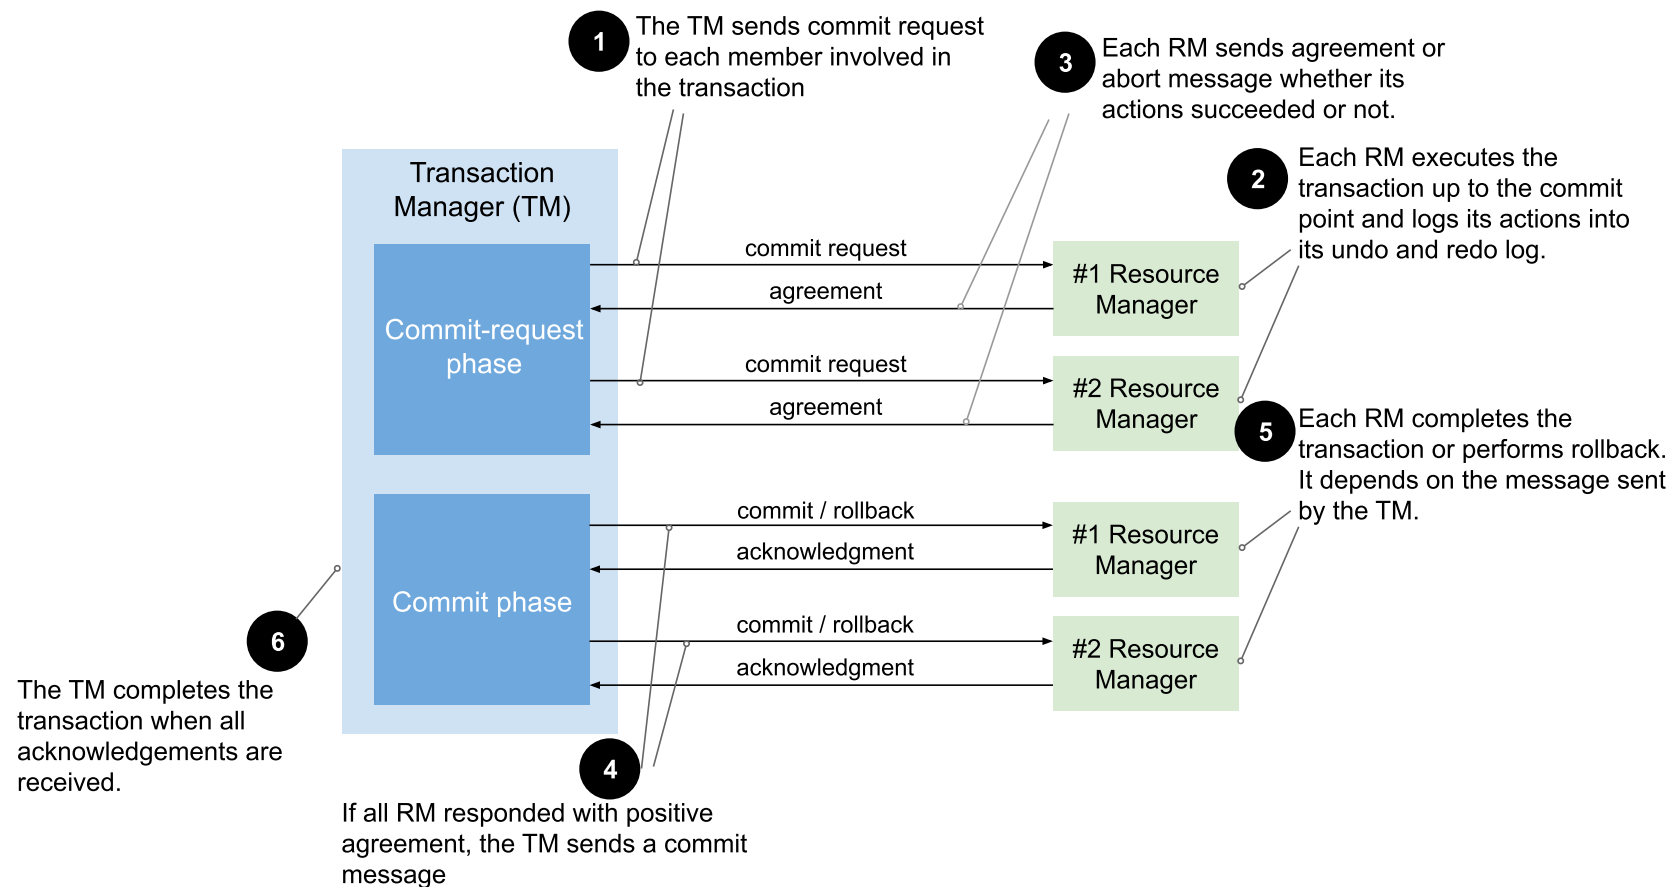 1
The TM sends commit request
to each member involved in
the transaction
3
Each RM sends agreement or
abort message whether its
actions succeeded or not.
2
Each RM executes the
transaction up to the commit
point and logs its actions into
its undo and redo log.
Transaction
Manager (TM)
Commit-request
phase
commit request
agreement
#1 Resource
Manager
commit request
agreement
#2 Resource
Manager
5
Each RM completes the
transaction or performs rollback.
It depends on the message sent
by the TM.
Commit phase
commit / rollback
acknowledgment
#1 Resource
Manager
commit / rollback
acknowledgment
#2 Resource
Manager
6
The TM completes the
transaction when all
acknowledgements are
received.
4
If all RM responded with positive
agreement, the TM sends a commit
message